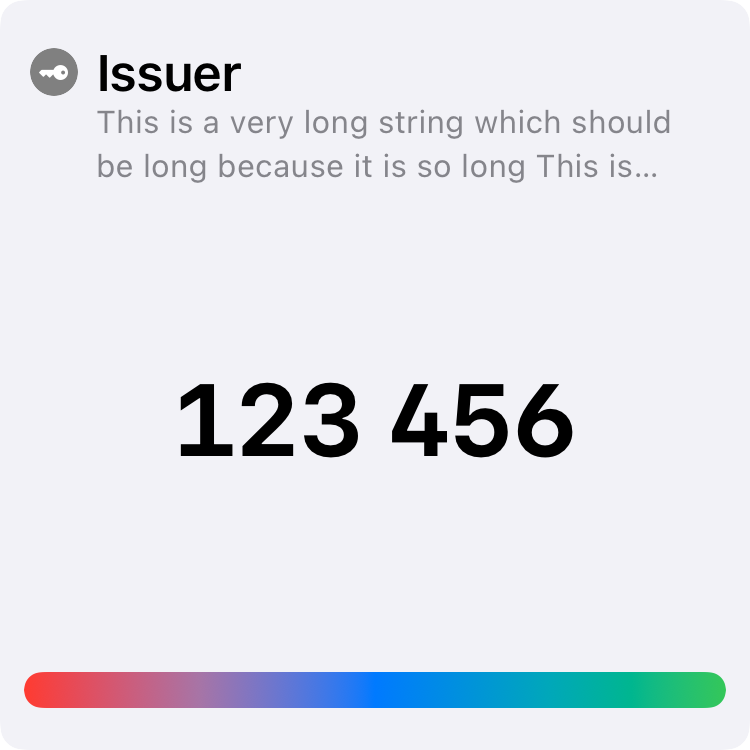 Issuer
This is a very long string which should
be long because it is so long This is...
123 456